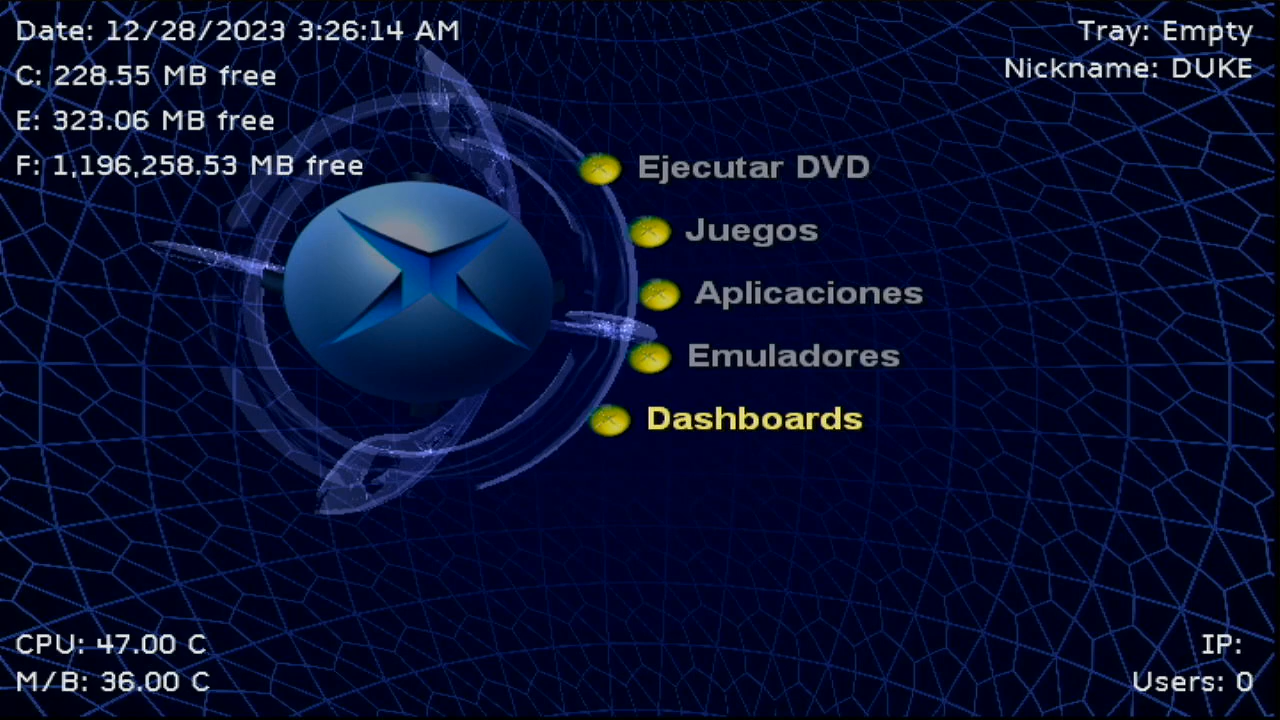 Date: 12/28/2023 3:26:14 AM
C: 228.55 MB free
E: 323.06 MB free
F: 1,196,258.53 MB free
Tray: Empty
Nickname: DUKE
Ejecutar DVD
Juegos
Aplicaciones
Emuladores
Dashboards
CPU: 47.00 C
M/B: 36.00 C
IP:
Users: 0